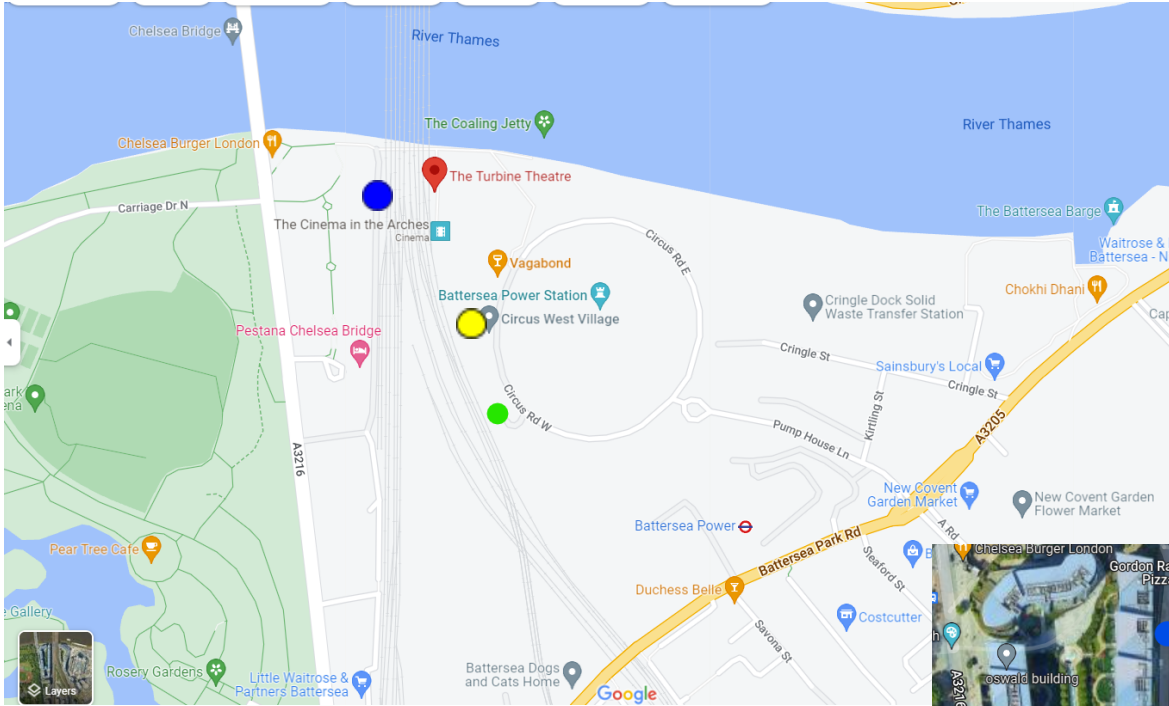 Chelsea Bridge
River Thames
The Coaling Jetty
River Thames
Chelsea Burger London
The Turbine Theatre
Carriage Dr N
The Battersea Barge
The Cinema in the Arches
Cinema
Circus Rd E
Waitrose &
Battersea - N
Vagabond
Chokhi Dhani
Battersea Power Station
Cringle Dock Solid
Waste Transfer Station
Circus West Village
Pestana Chelsea Bridge
Cringle St
Sainsbury's Local
Cringle St
Circus Rd W
Kirtling St
A3205
Pump House Ln
A3216
New Covent
Garden Market
New Covent Garden
Flower Market
Battersea Power
A Rd
Battersea Park Rd
Pear Tree Cafe
Sleaford St
Chelsea Burger London
Gordon Ra
Pizz
Duchess Belle
e Gallery
Costcutter
Savona St
Rosery Gardens
Battersea Dogs
and Cats Home
Little Waitrose &
Partners Battersea
Layers
Google
oswald building
A3216